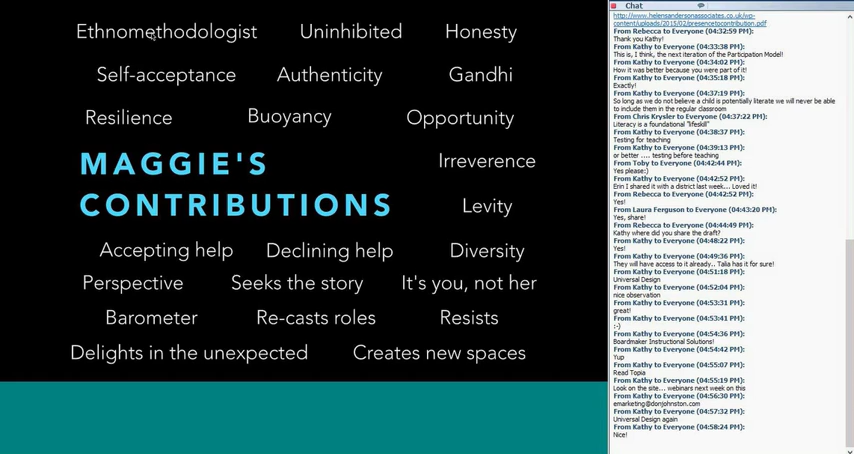 Ethnomethodologist Uninhibited Honesty
Self-acceptance Authenticity Gandhi
Resilience Buoyancy Opportunity
MAGGIE'S Irreverence
CONTRIBUTIONS Levity
Accepting help Declining help Diversity
Perspective Seeks the story It's you, not her
Barometer Re-casts roles Resists
Delights in the unexpected Creates new spaces
Chat
http://www.helensandersonassociates.co.uk/wp-
content/uploads/2015/02/presencetocontribution.pdf
From Rebecca to Everyone (04:32:59 PM):
Thank you Kathy!
From Kathy to Everyone (04:33:38 PM):
This is, I think, the next iteration of the Participation Model!
From Kathy to Everyone (04:34:02 PM):
How it was better because you were part of it!
From Kathy to Everyone (04:35:18 PM):
Exactly!
From Kathy to Everyone (04:37:19 PM):
So long as we do not believe a child is potentially literate we will never be able
to include them in the regular classroom
From Chris Krysler to Everyone (04:37:22 PM):
Literacy is a foundational "lifeskill"
From Kathy to Everyone (04:38:37 PM):
Testing for teaching
From Kathy to Everyone (04:39:13 PM):
or better .... testing before teaching
From Toby to Everyone (04:42:44 PM):
Yes please:)
From Kathy to Everyone (04:42:52 PM):
Erin I shared it with a district last week... Loved it!
From Rebecca to Everyone (04:42:52 PM):
Yes!
From Laura Ferguson to Everyone (04:43:20 PM):
Yes, share!
From Rebecca to Everyone (04:44:49 PM):
Kathy where did you share the draft?
From Kathy to Everyone (04:48:22 PM):
Yes!
From Kathy to Everyone (04:49:36 PM):
They will have access to it already.. Talia has it for sure!
From Kathy to Everyone (04:51:18 PM):
Universal Design
From Kathy to Everyone (04:52:04 PM):
nice observation
From Kathy to Everyone (04:53:31 PM):
great!
From Kathy to Everyone (04:53:41 PM):
:-)
From Kathy to Everyone (04:54:36 PM):
Boardmaker Instructional Solutions!
From Kathy to Everyone (04:54:42 PM):
Yup
From Kathy to Everyone (04:55:07 PM):
Read Topia
From Kathy to Everyone (04:55:19 PM):
Look on the site... webinars next week on this
From Kathy to Everyone (04:56:30 PM):
emarketing@donjohnston.com
From Kathy to Everyone (04:57:32 PM):
Universal Design again
From Kathy to Everyone (04:58:24 PM):
Nice!